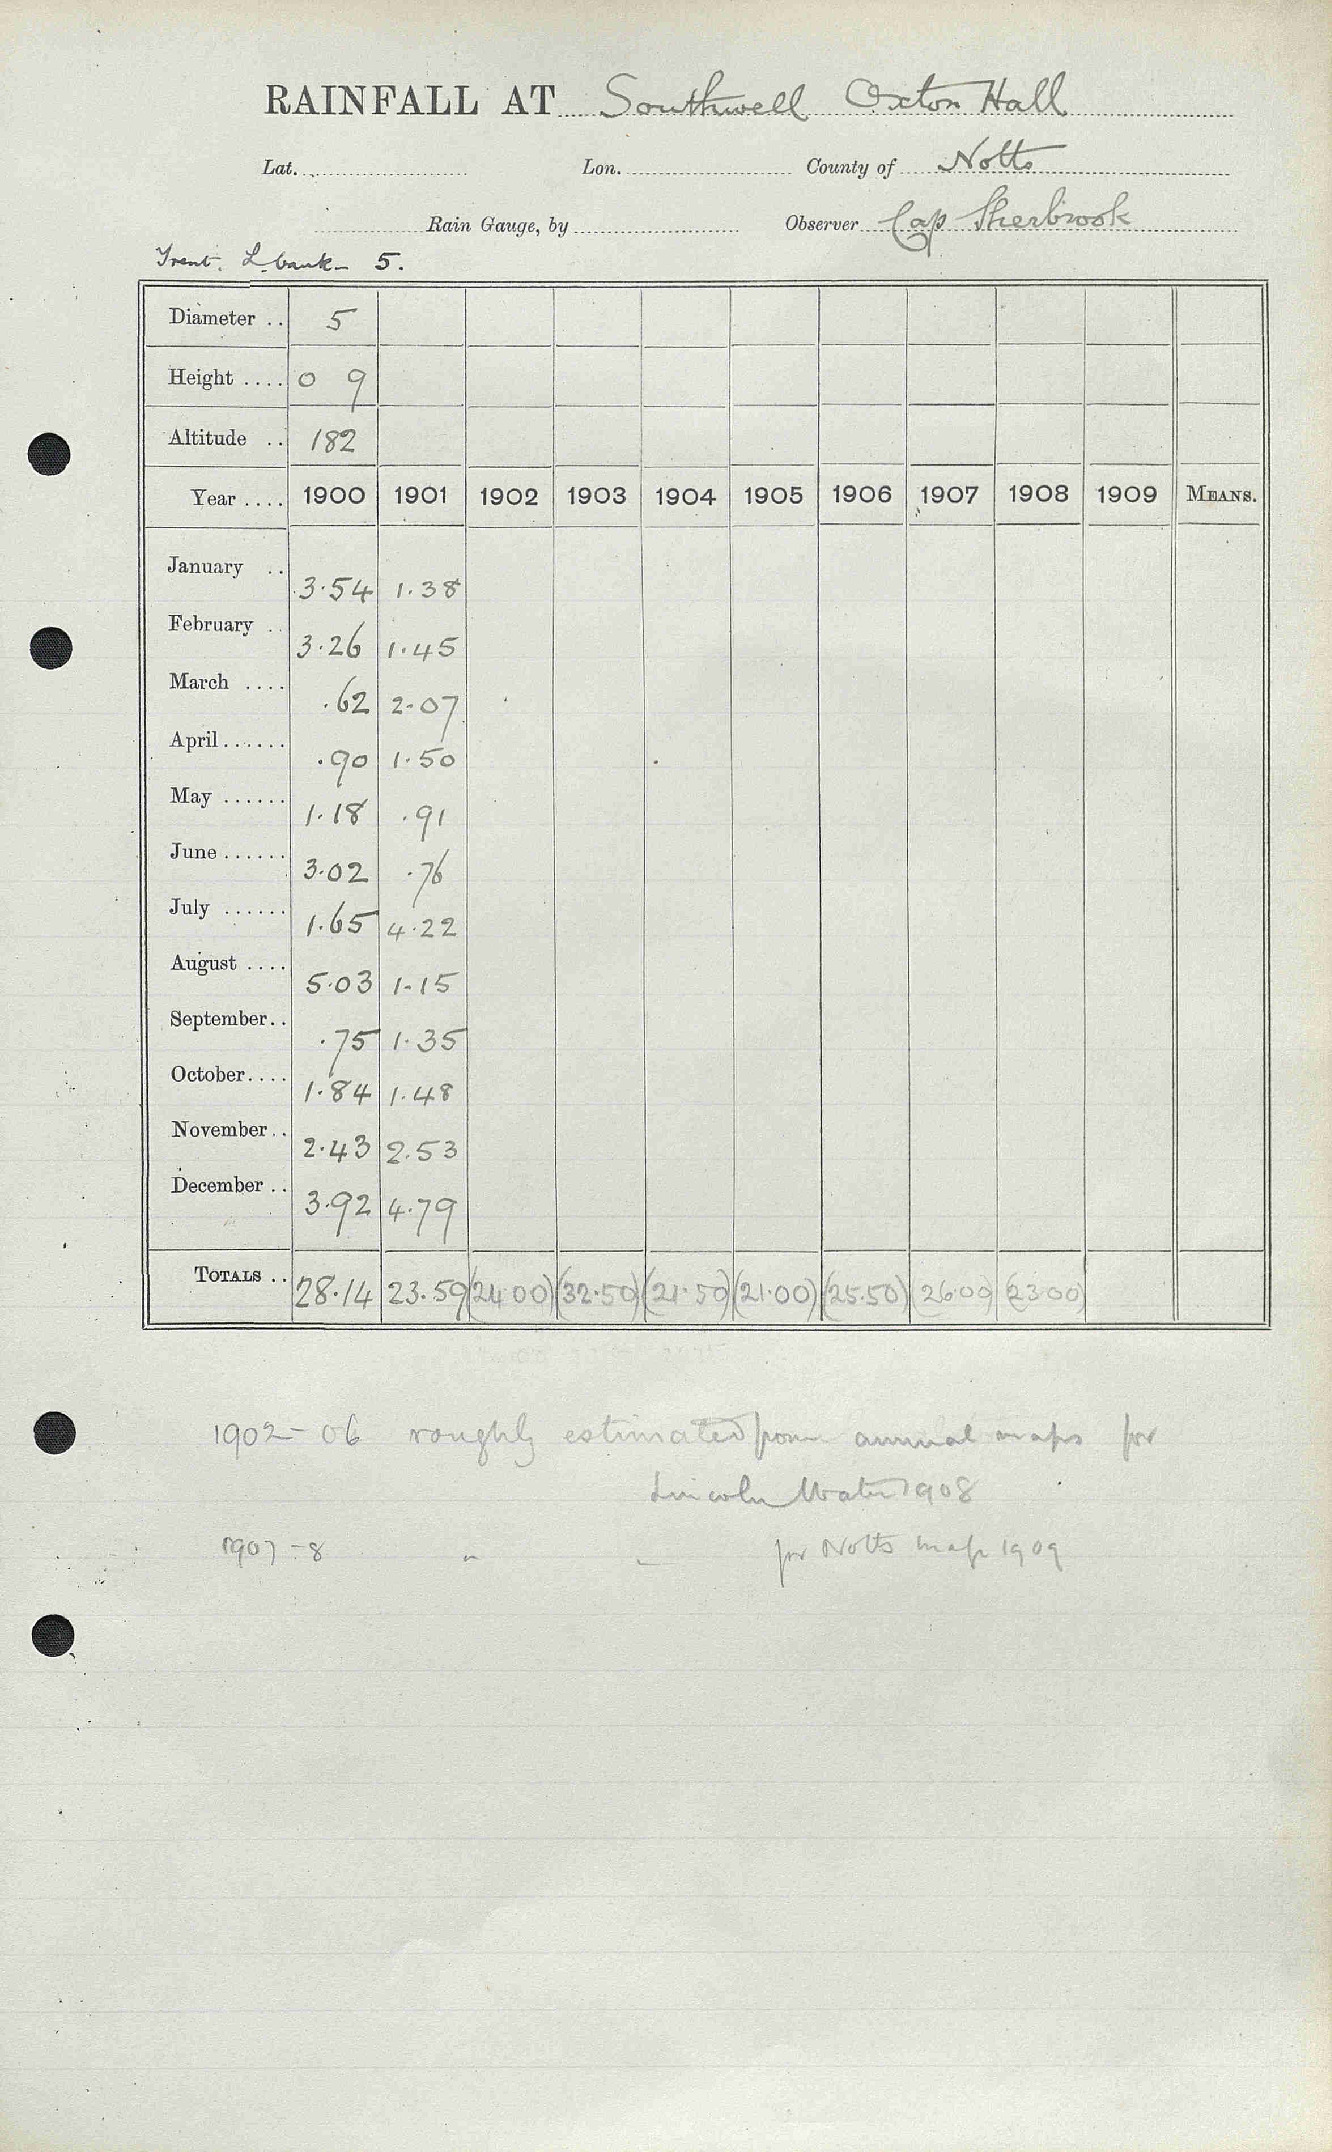 RAINFALL AT Southwell Oxton Hall
Lat. Lon. County of Notts
Rain Gauge, by Observer Cap Sherbrook
Trent. L. bank 5.
Diameter .. 5
Height .... 0 9
Altitude .. 182
Year .... 1900 1901 1902 1903 1904 1905 1906 1907 1908 1909 MEANS.
January .. 3.54 1.38
February .. 3.26 1.45
March .... .62 2.07
April ...... .90 1.50
May ...... 1.18 .91
June ...... 3.02 .76
July ...... 1.65 4.22
August .... 5.03 1.15
September .. .75 1.35
October .... 1.84 1.48
November .. 2.43 2.53
December .. 3.92 4.79
TOTALS .. 28.14 23.59 (24.00) (32.50) (21.50) (21.00) (25.50) (26.00) (23.00)
1902-06 roughly estimated from annual maps for
Lincoln Water 1908
1907-8 " " for Notts map 1909